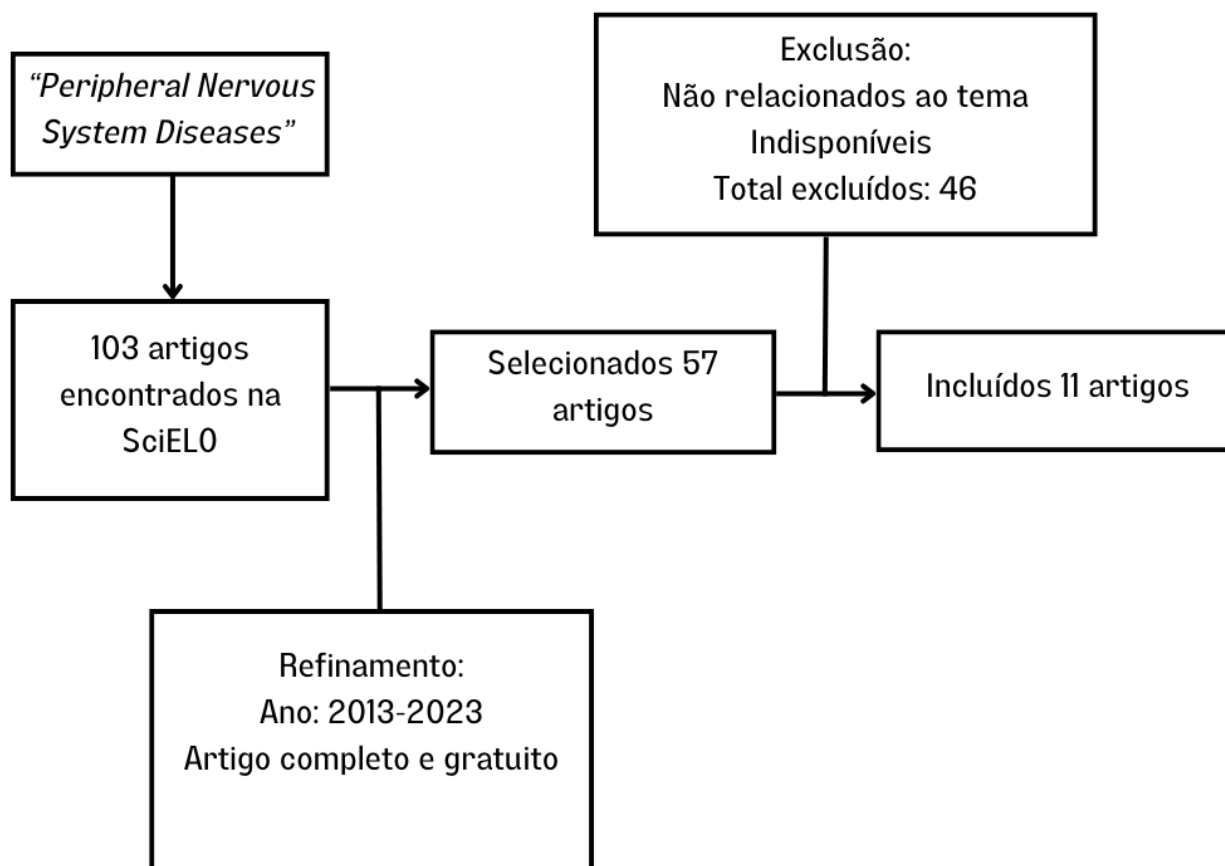 “Peripheral Nervous
System Diseases”
Exclusão:
Não relacionados ao tema
Indisponíveis
Total excluídos: 46
103 artigos
encontrados na
SciELO
Selecionados 57
artigos
Incluídos 11 artigos
Refinamento:
Ano: 2013-2023
Artigo completo e gratuito